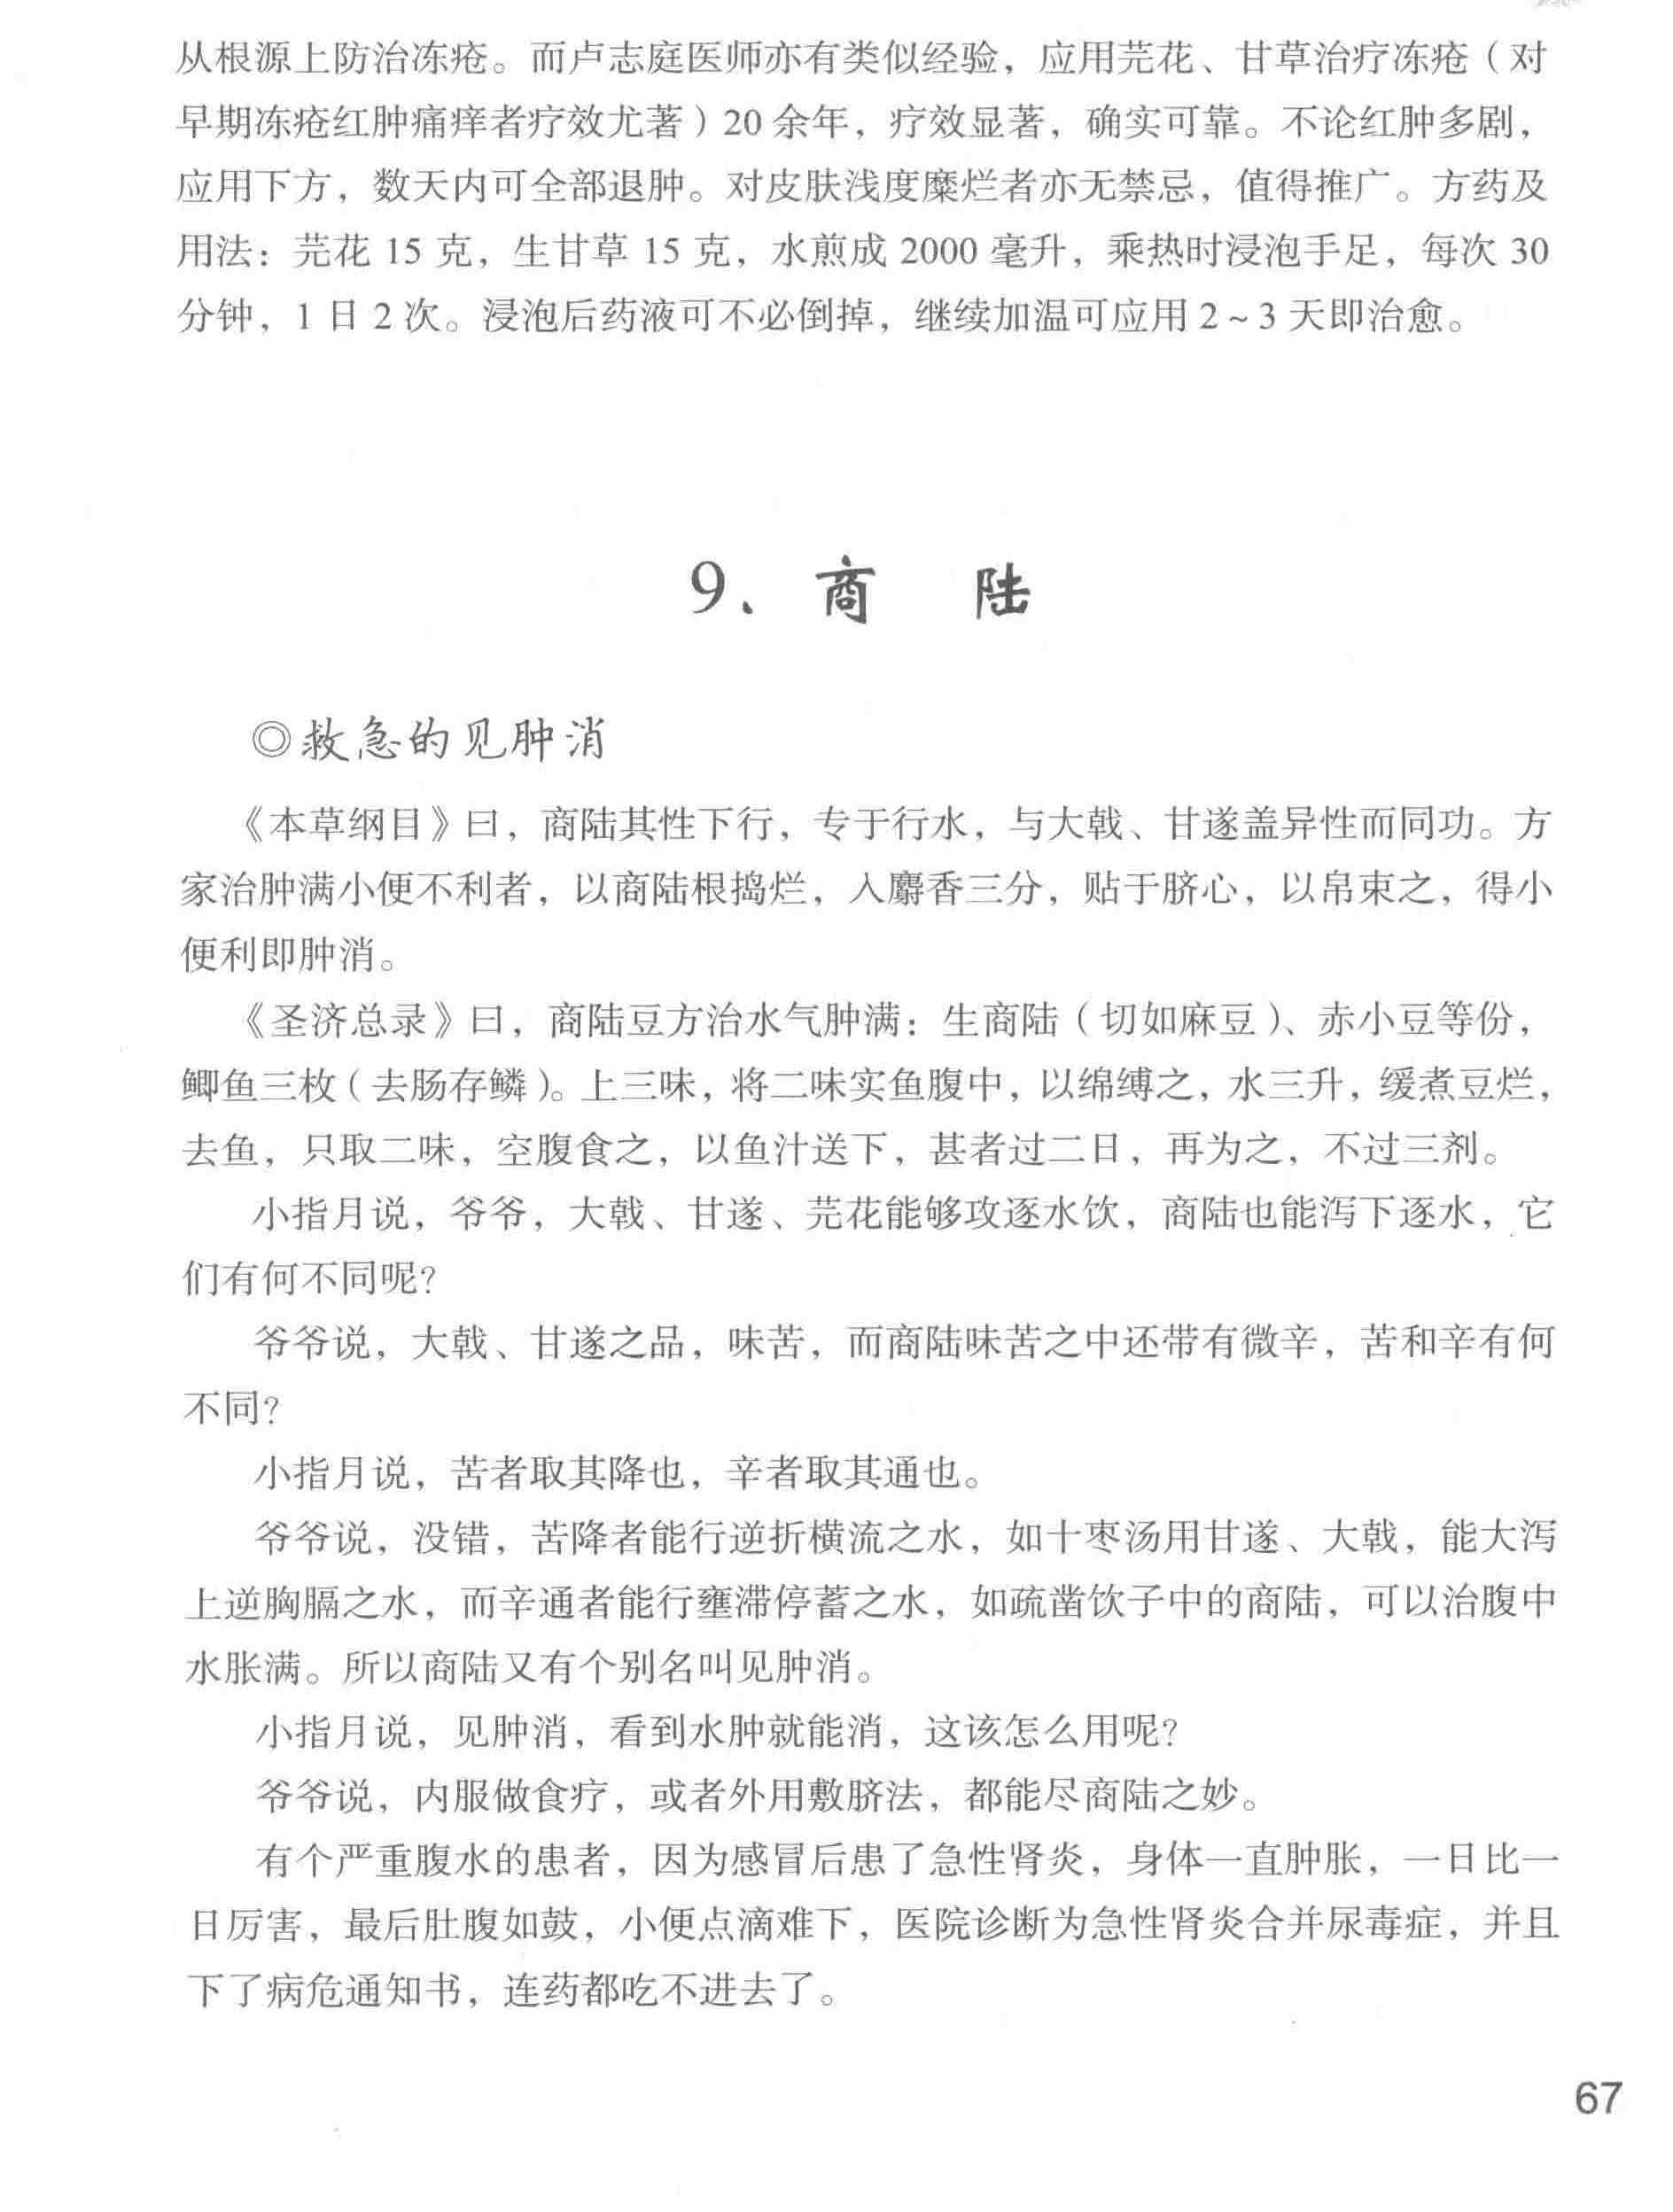 从根源上防治冻疮。而卢志庭医师亦有类似经验，应用芫花、甘草治疗冻疮（对
早期冻疮红肿痛痒者疗效尤著）20 余年，疗效显著，确实可靠。不论红肿多剧，
应用下方，数天内可全部退肿。对皮肤浅度糜烂者亦无禁忌，值得推广。方药及
用法：芫花 15 克，生甘草 15 克，水煎成 2000 毫升，乘热时浸泡手足，每次 30
分钟，1 日 2 次。浸泡后药液可不必倒掉，继续加温可应用 2~3 天即治愈。
9、商 陆
◎救急的见肿消
《本草纲目》曰，商陆其性下行，专于行水，与大戟、甘遂盖异性而同功。方
家治肿满小便不利者，以商陆根捣烂，入麝香三分，贴于脐心，以帛束之，得小
便利即肿消。
《圣济总录》曰，商陆豆方治水气肿满：生商陆（切如麻豆）、赤小豆等份，
鲫鱼三枚（去肠存鳞）。上三味，将二味实鱼腹中，以绵缚之，水三升，缓煮豆烂，
去鱼，只取二味，空腹食之，以鱼汁送下，甚者过二日，再为之，不过三剂。
小指月说，爷爷，大戟、甘遂、芫花能够攻逐水饮，商陆也能泻下逐水，它
们有何不同呢？
爷爷说，大戟、甘遂之品，味苦，而商陆味苦之中还带有微辛，苦和辛有何
不同？
小指月说，苦者取其降也，辛者取其通也。
爷爷说，没错，苦降者能行逆折横流之水，如十枣汤用甘遂、大戟，能大泻
上逆胸膈之水，而辛通者能行壅滞停蓄之水，如疏凿饮子中的商陆，可以治腹中
水胀满。所以商陆又有个别名叫见肿消。
小指月说，见肿消，看到水肿就能消，这该怎么用呢？
爷爷说，内服做食疗，或者外用敷脐法，都能尽商陆之妙。
有个严重腹水的患者，因为感冒后患了急性肾炎，身体一直肿胀，一日比一
日厉害，最后肚腹如鼓，小便点滴难下，医院诊断为急性肾炎合并尿毒症，并且
下了病危通知书，连药都吃不进去了。
67